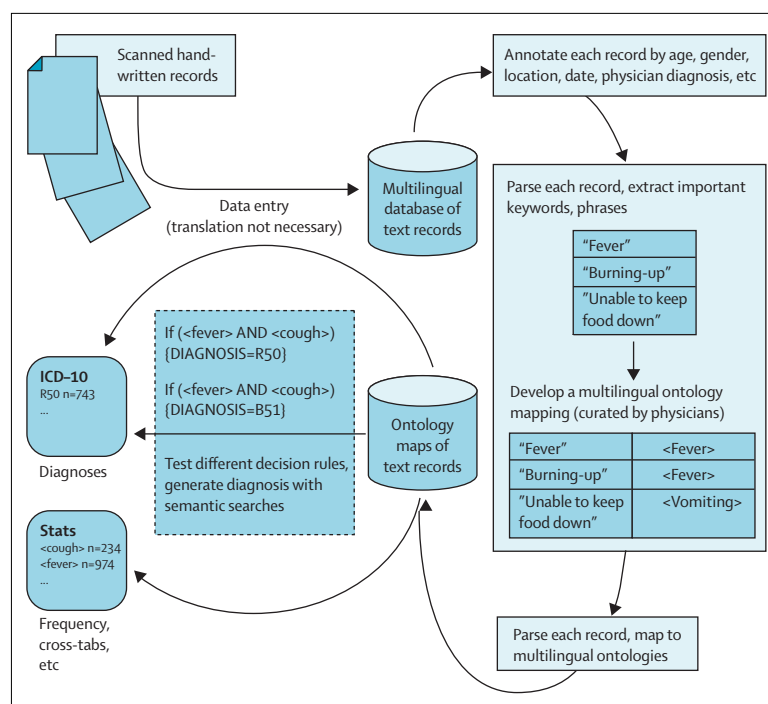 Scanned hand-
written records
Annotate each record by age, gender,
location, date, physician diagnosis, etc
Data entry
(translation not necessary)
Multilingual
database of
text records
Parse each record, extract important
keywords, phrases
“Fever”
“Burning-up”
”Unable to keep
food down”
Develop a multilingual ontology
mapping (curated by physicians)
“Fever” <Fever>
“Burning-up” <Fever>
”Unable to keep <Vomiting>
food down”
If (<fever> AND <cough>)
{DIAGNOSIS=R50}
If (<fever> AND <cough>)
{DIAGNOSIS=B51}
Test different decision rules,
generate diagnosis with
semantic searches
Ontology
maps of
text records
ICD–10
R50 n=743
...
Diagnoses
Stats
<cough> n=234
<fever> n=974
...
Frequency,
cross-tabs,
etc
Parse each record, map to
multilingual ontologies